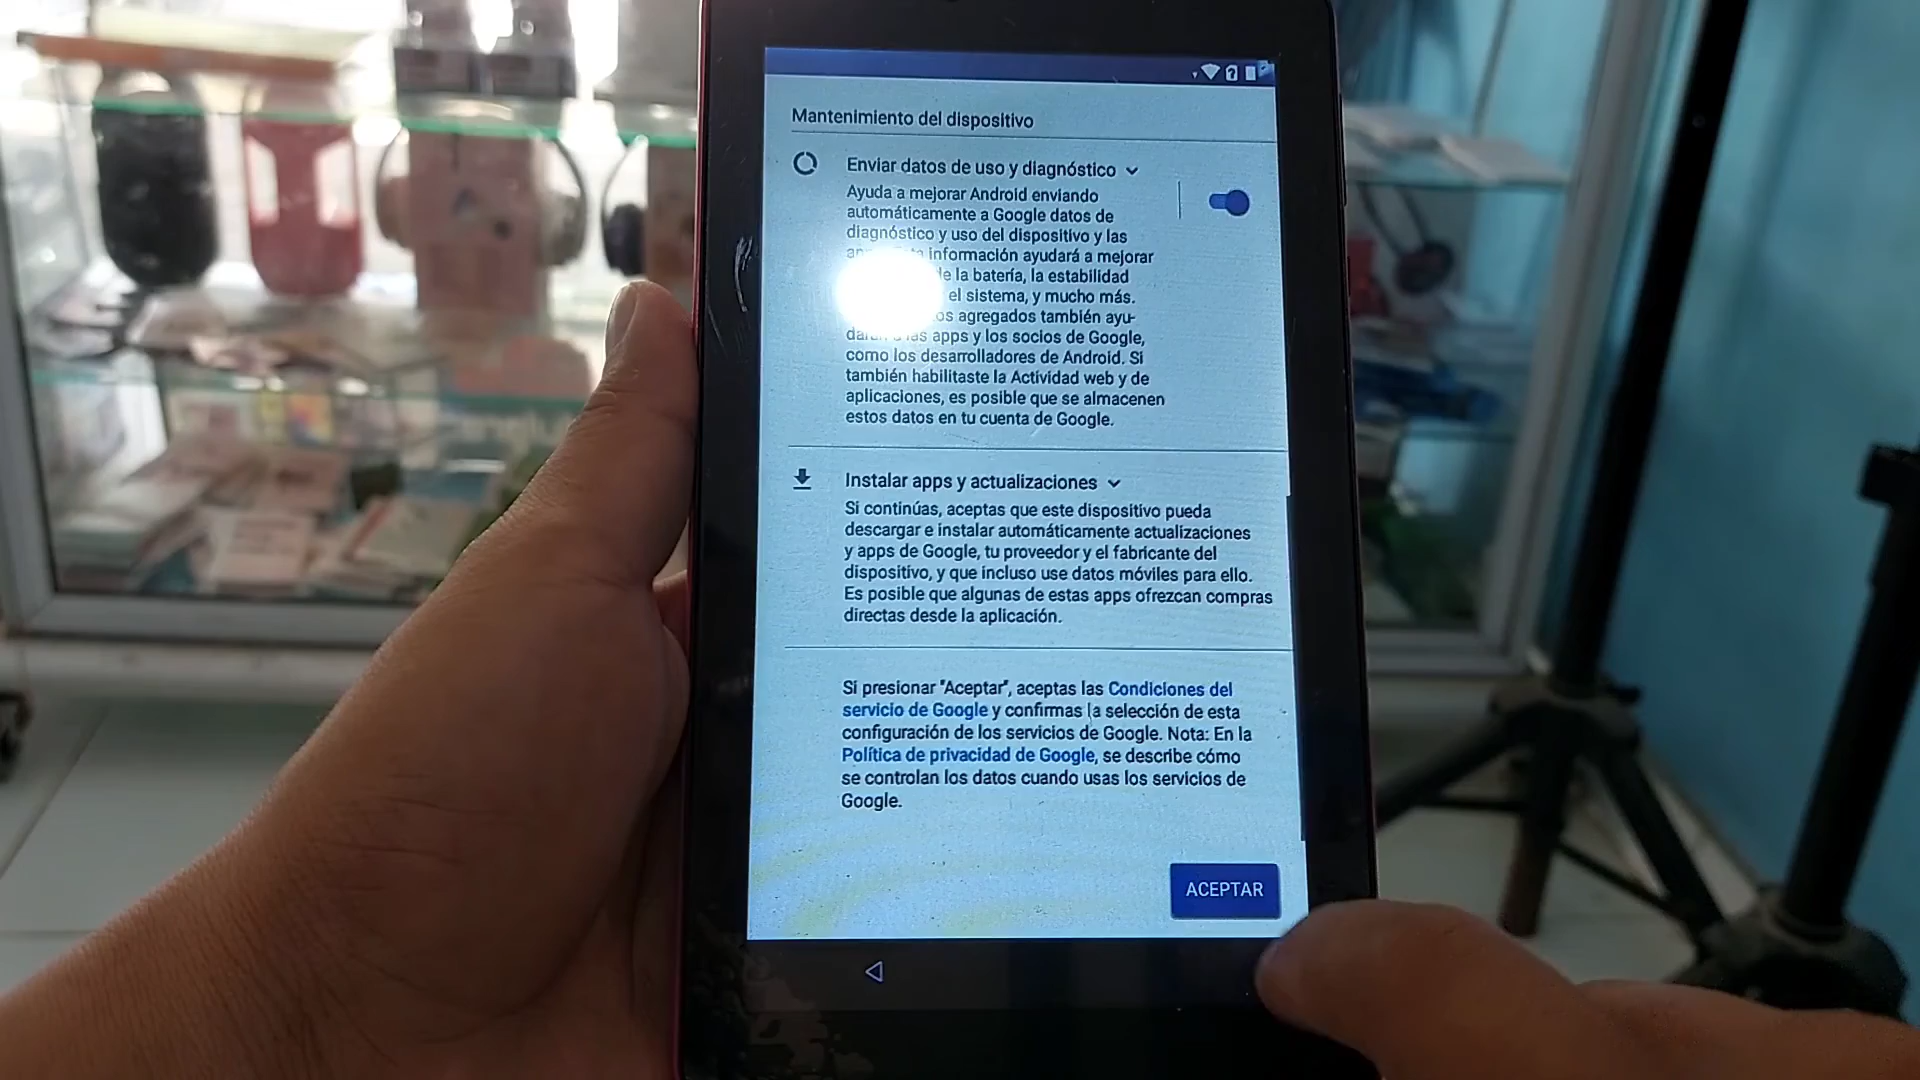 Mantenimiento del dispositivo
Enviar datos de uso y diagnóstico
Ayuda a mejorar Android enviando
automáticamente a Google datos de
diagnóstico y uso del dispositivo y las
información ayudará a mejorar
de la batería, la estabilidad
el sistema, y mucho más.
agregados también ayu-
apps y los socios de Google,
como los desarrolladores de Android. Si
también habilitaste la Actividad web y de
aplicaciones, es posible que se almacenen
estos datos en tu cuenta de Google.
Instalar apps y actualizaciones
Si continúas, aceptas que este dispositivo pueda
descargar e instalar automáticamente actualizaciones
y apps de Google, tu proveedor y el fabricante del
dispositivo, y que incluso use datos móviles para ello.
Es posible que algunas de estas apps ofrezcan compras
directas desde la aplicación.
Si presionar "Aceptar", aceptas las Condiciones del
servicio de Google y confirmas la selección de esta
configuración de los servicios de Google. Nota: En la
Política de privacidad de Google, se describe cómo
se controlan los datos cuando usas los servicios de
Google.
ACEPTAR